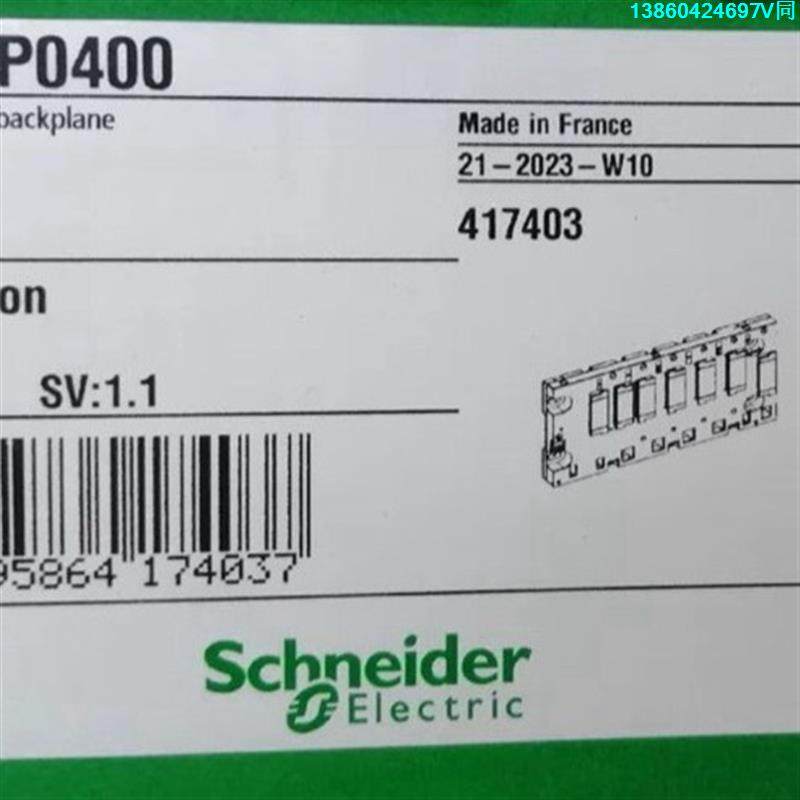 13860424697V同
P0400
backplane
Made in France
21-2023-W10
417403
on
SV:1.1
95864 174037
Schneider
Electric